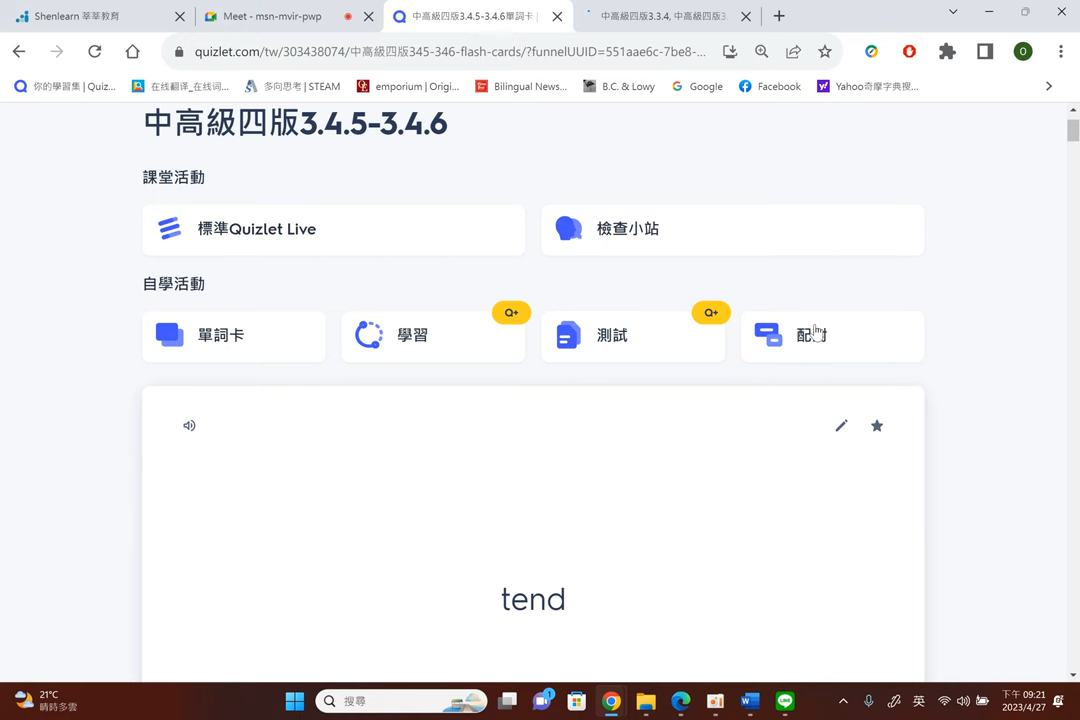 Shenlearn 莘莘教育
Meet - msn-mvir-pwp
中高級四版3.4.5-3.4.6單詞卡 |
中高級四版3.3.4, 中高級四版3.
quizlet.com/tw/303438074/中高級四版345-346-flash-cards/?funnelUUID=551aae6c-7be8-...
O
你的學習集 | Quiz...
在线翻译_在线词...
多向思考 | STEAM
emporium | Origi...
Bilingual News...
B.C. & Lowy
Google
Facebook
Yahoo奇摩字典搜...
中高級四版3.4.5-3.4.6
課堂活動
標準Quizlet Live
檢查小站
自學活動
單詞卡
學習
Q+
測試
Q+
配對
tend
21°C
晴時多雲
搜尋
1
英
下午 09:21
2023/4/27